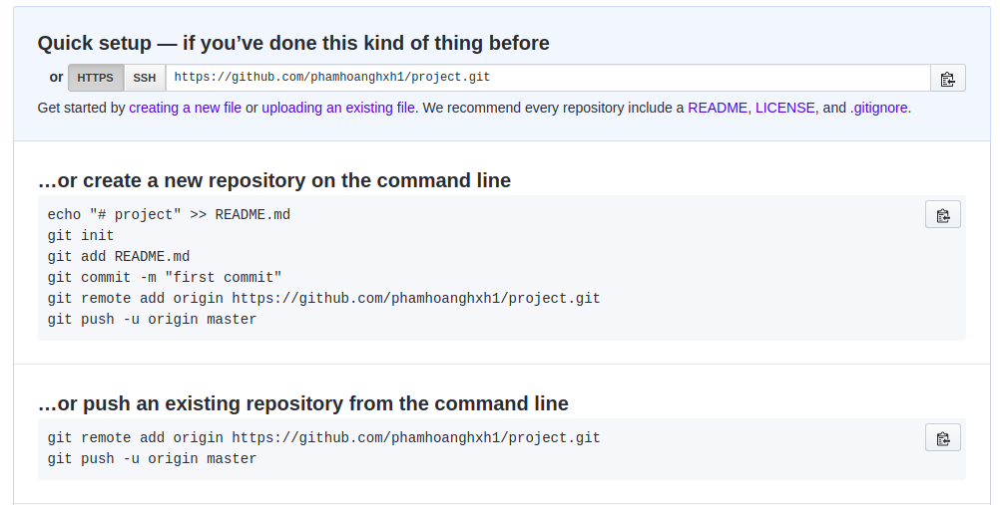 Quick setup — if you’ve done this kind of thing before
or HTTPS SSH https://github.com/phamhoanghxh1/project.git
Get started by creating a new file or uploading an existing file. We recommend every repository include a README, LICENSE, and .gitignore.
…or create a new repository on the command line
echo "# project" >> README.md
git init
git add README.md
git commit -m "first commit"
git remote add origin https://github.com/phamhoanghxh1/project.git
git push -u origin master
…or push an existing repository from the command line
git remote add origin https://github.com/phamhoanghxh1/project.git
git push -u origin master